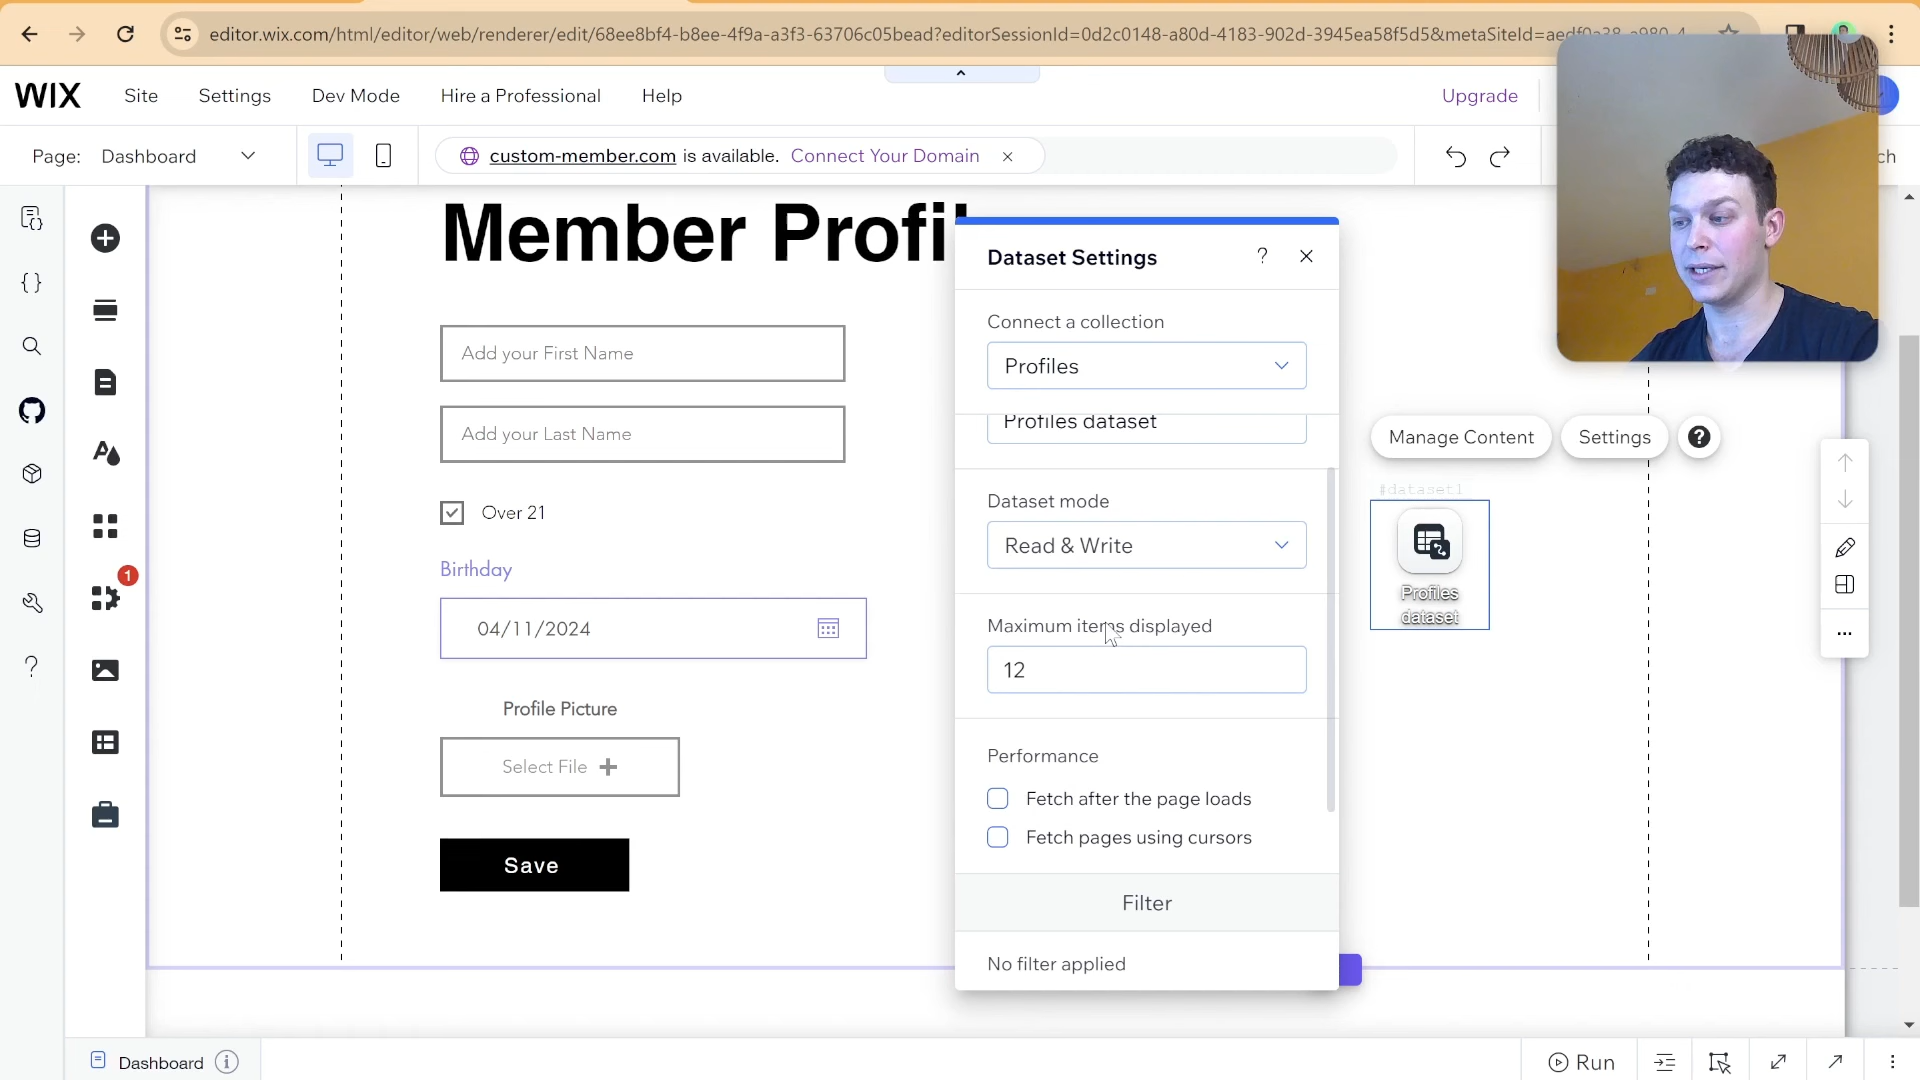 editor.wix.com/html/editor/web/renderer/edit/68ee8bf4-b8ee-4f9a-a3f3-63706c05bead?editorSessionId=0d2c0148-a80d-4183-902d-3945ea58f5d5&metaSiteId=aedf0a38-a980-4
WIX Site Settings Dev Mode Hire a Professional Help Upgrade
Page: Dashboard custom-member.com is available. Connect Your Domain ch
Member Profil
Add your First Name
Add your Last Name
Over 21
Birthday
04/11/2024
Profile Picture
Select File
Save
1
Dataset Settings ?
Connect a collection
Profiles
Profiles dataset
Dataset mode
Read & Write
Maximum items displayed
12
Performance
Fetch after the page loads
Fetch pages using cursors
Filter
No filter applied
Manage Content Settings ?
#dataset1
Profiles
dataset
Dashboard i Run